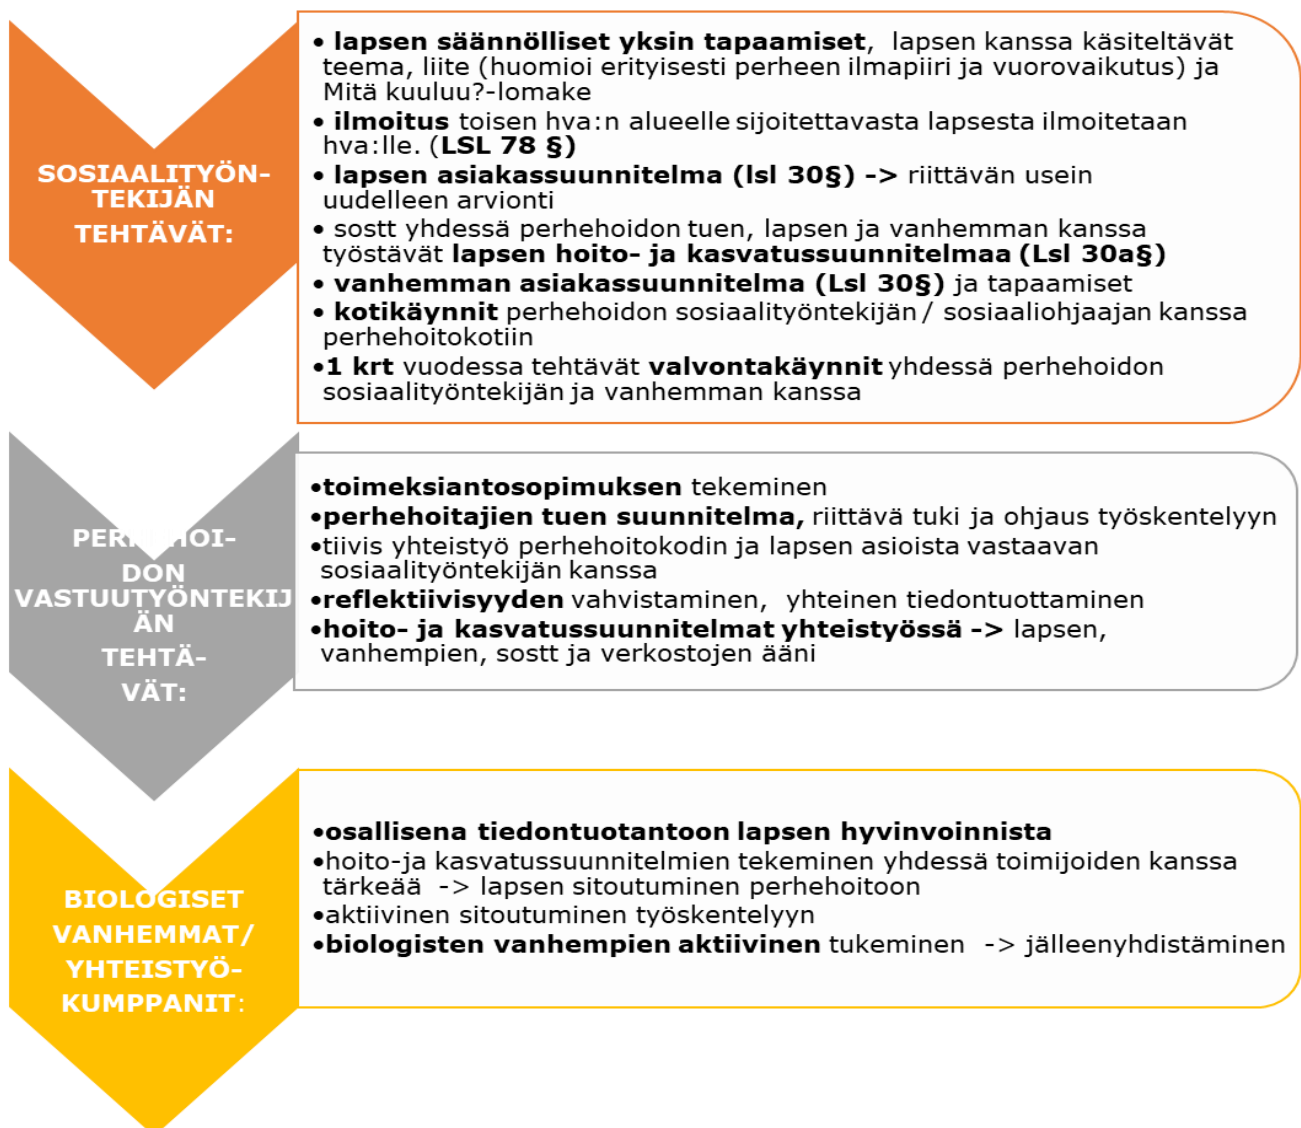 SOSIAALITYÖN-
TEKIJÄN
TEHTÄVÄT:
• lapsen säännölliset yksin tapaamiset, lapsen kanssa käsiteltävät
teema, liite (huomioi erityisesti perheen ilmapiiri ja vuorovaikutus) ja
Mitä kuuluu?-lomake
• ilmoitus toisen hva:n alueelle sijoitettavasta lapsesta ilmoitetaan
hva:lle. (LSL 78 §)
• lapsen asiakassuunnitelma (lsl 30§) -> riittävän usein
uudelleen arvionti
• sostt yhdessä perhehoidon tuen, lapsen ja vanhemman kanssa
työstävät lapsen hoito- ja kasvatussuunnitelmaa (Lsl 30a§)
• vanhemman asiakassuunnitelma (Lsl 30§) ja tapaamiset
• kotikäynnit perhehoidon sosiaalityöntekijän / sosiaaliohjaajan kanssa
perhehoitokotiin
•1 krt vuodessa tehtävät valvontakäynnit yhdessä perhehoidon
sosiaalityöntekijän ja vanhemman kanssa
PERHEHOI-
DON
VASTUUTYÖNTEKIJ
ÄN
TEHTÄ-
VÄT:
•toimeksiantosopimuksen tekeminen
•perhehoitajien tuen suunnitelma, riittävä tuki ja ohjaus työskentelyyn
•tiivis yhteistyö perhehoitokodin ja lapsen asioista vastaavan
sosiaalityöntekijän kanssa
•reflektiivisyyden vahvistaminen, yhteinen tiedontuottaminen
•hoito- ja kasvatussuunnitelmat yhteistyössä -> lapsen,
vanhempien, sostt ja verkostojen ääni
BIOLOGISET
VANHEMMAT/
YHTEISTYÖ-
KUMPPANIT:
•osallisena tiedontuotantoon lapsen hyvinvoinnista
•hoito-ja kasvatussuunnitelmien tekeminen yhdessä toimijoiden kanssa
tärkeää -> lapsen sitoutuminen perhehoitoon
•aktiivinen sitoutuminen työskentelyyn
•biologisten vanhempien aktiivinen tukeminen -> jälleenyhdistäminen